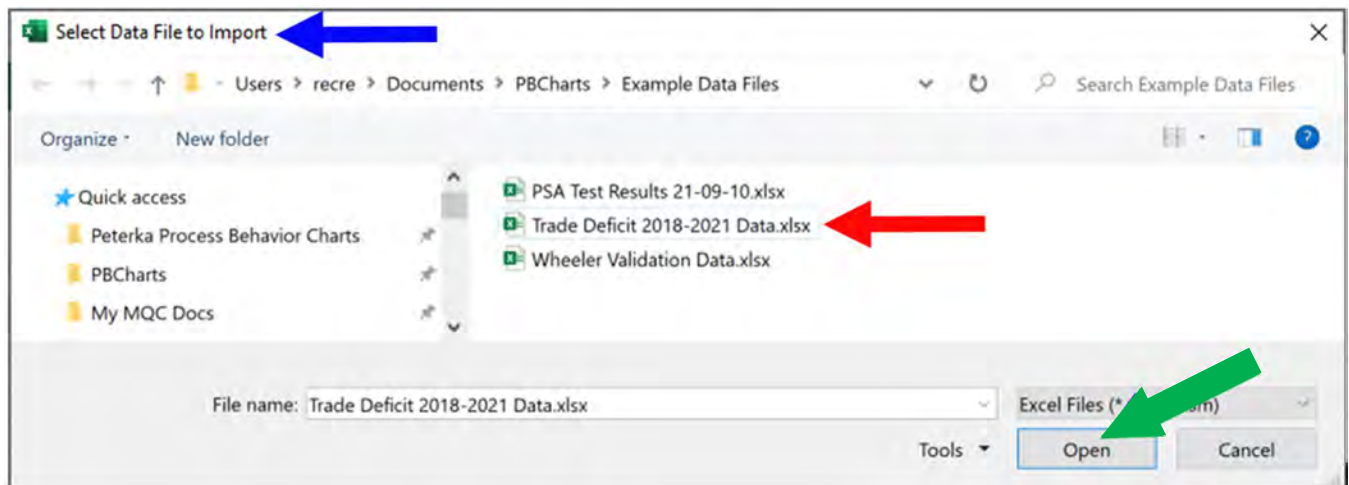 Select Data File to Import
Users > recre > Documents > PBCharts > Example Data Files
Search Example Data Files
Organize
New folder
Quick access
Peterka Process Behavior Charts
PBCharts
My MQC Docs
PSA Test Results 21-09-10.xlsx
Trade Deficit 2018-2021 Data.xlsx
Wheeler Validation Data.xlsx
File name: Trade Deficit 2018-2021 Data.xlsx
Excel Files (*
Tools
Open
Cancel